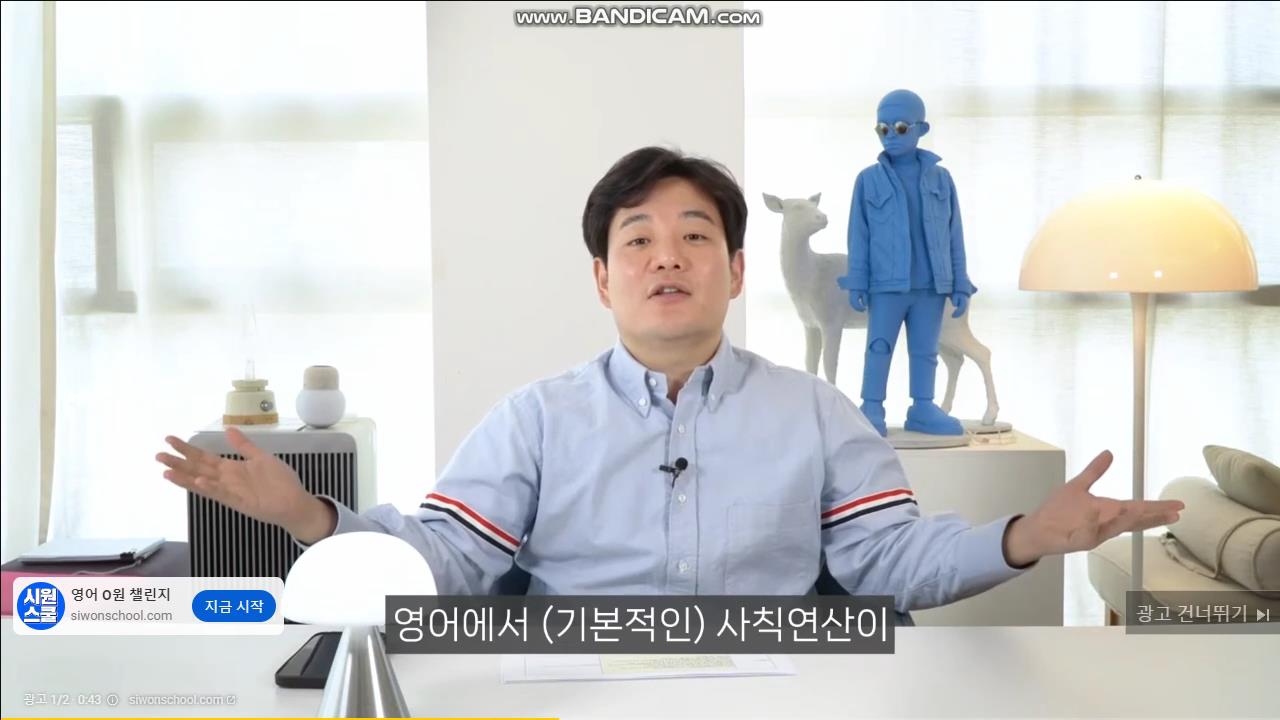 www.BANDICAM.com
시원
스쿨
영어 0원 챌린지
siwonschool.com
지금 시작
영어에서 (기본적인) 사칙연산이
광고 건너뛰기
광고 1/2 · 0:43
siwonschool.com